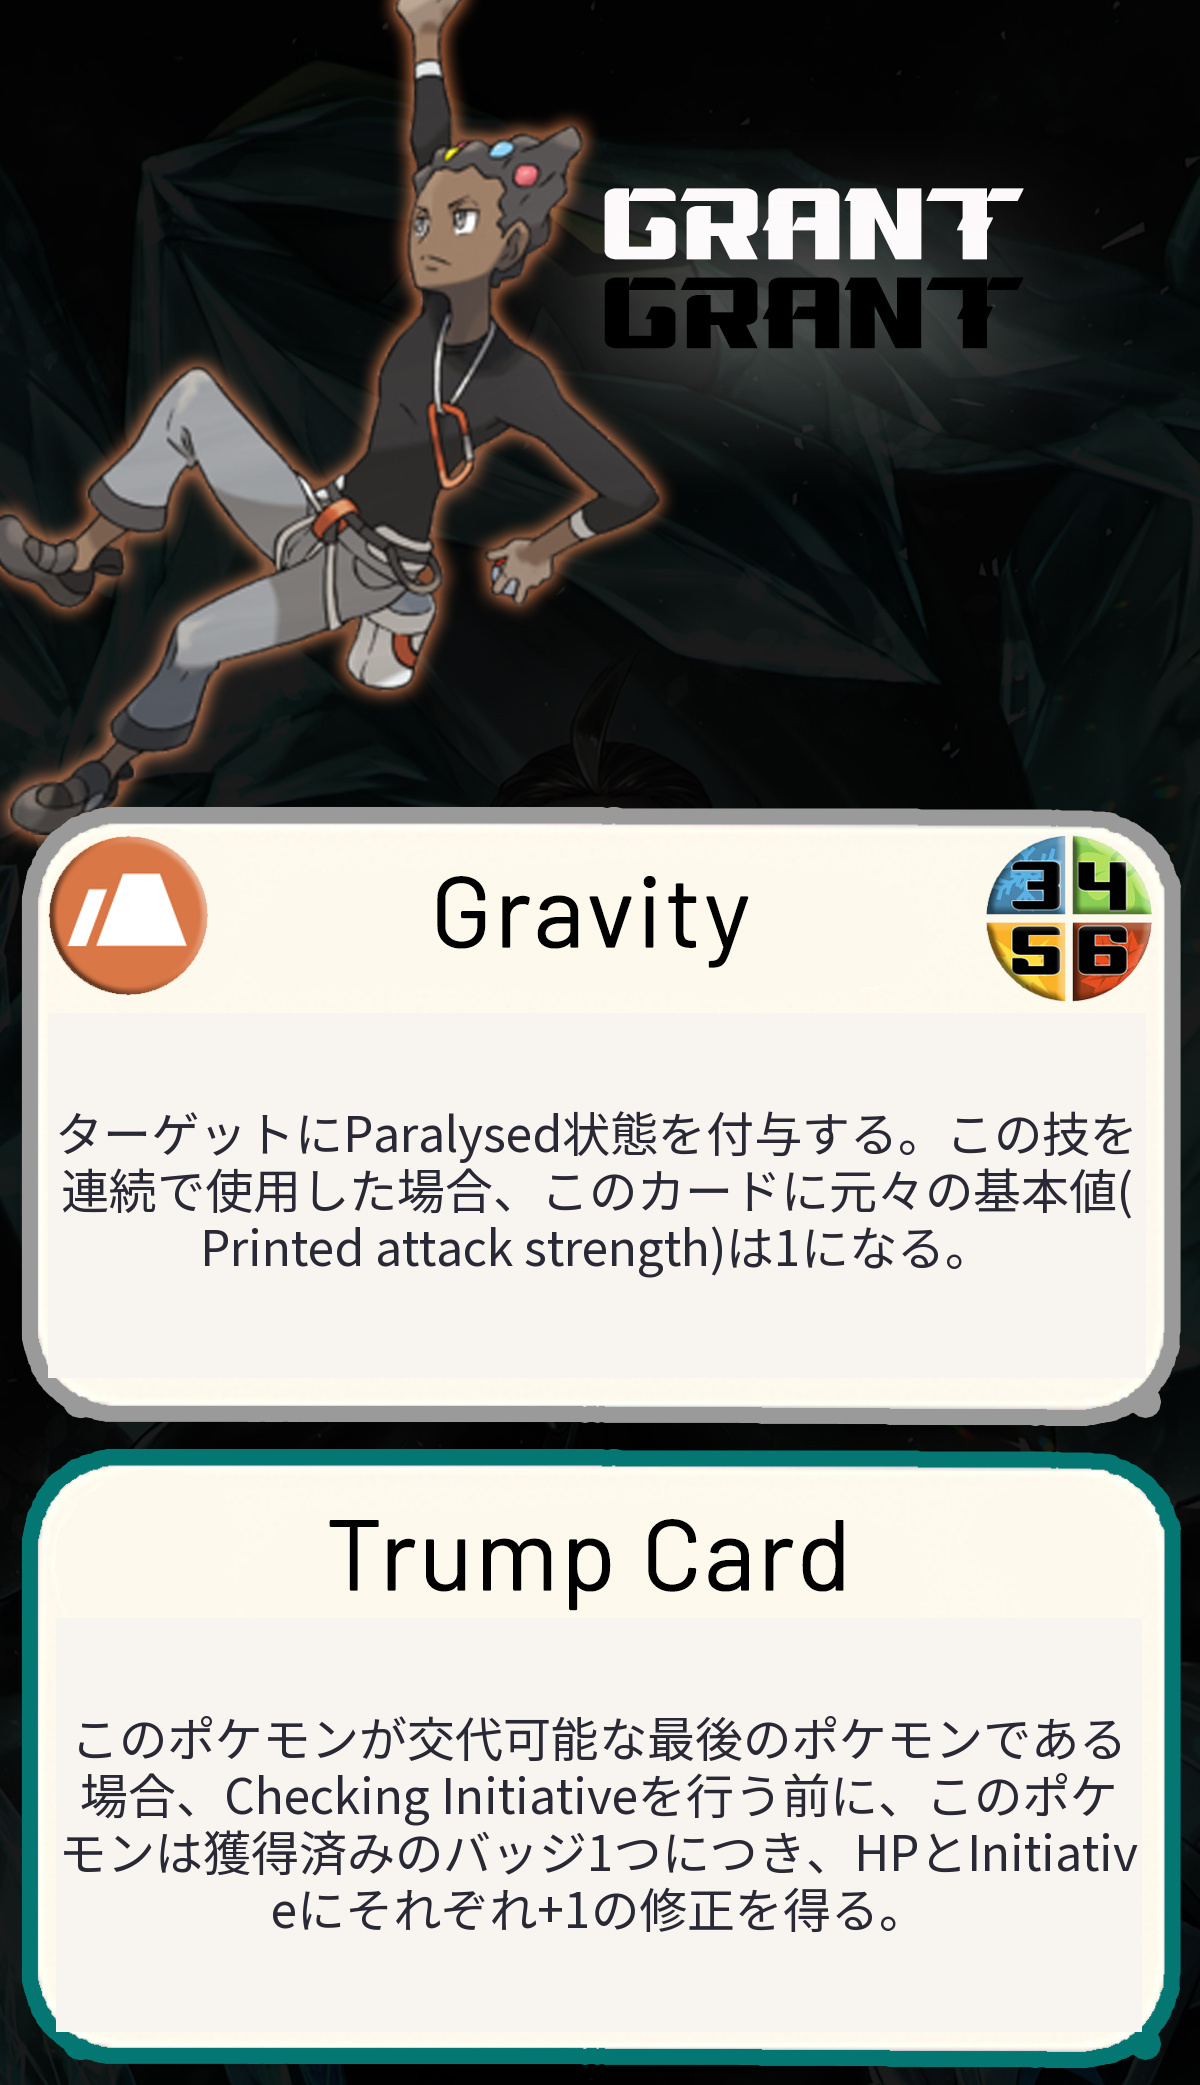 GRANT
GRANT
Gravity
3 4
5 6
ターゲットにParalysed状態を付与する。この技を
連続で使用した場合、このカードに元々の基本値(
Printed attack strength)は1になる。
Trump Card
このポケモンが交代可能な最後のポケモンである
場合、Checking Initiativeを行う前に、このポケ
モンは獲得済みのバッジ1つにつき、HPとInitiativ
eにそれぞれ+1の修正を得る。